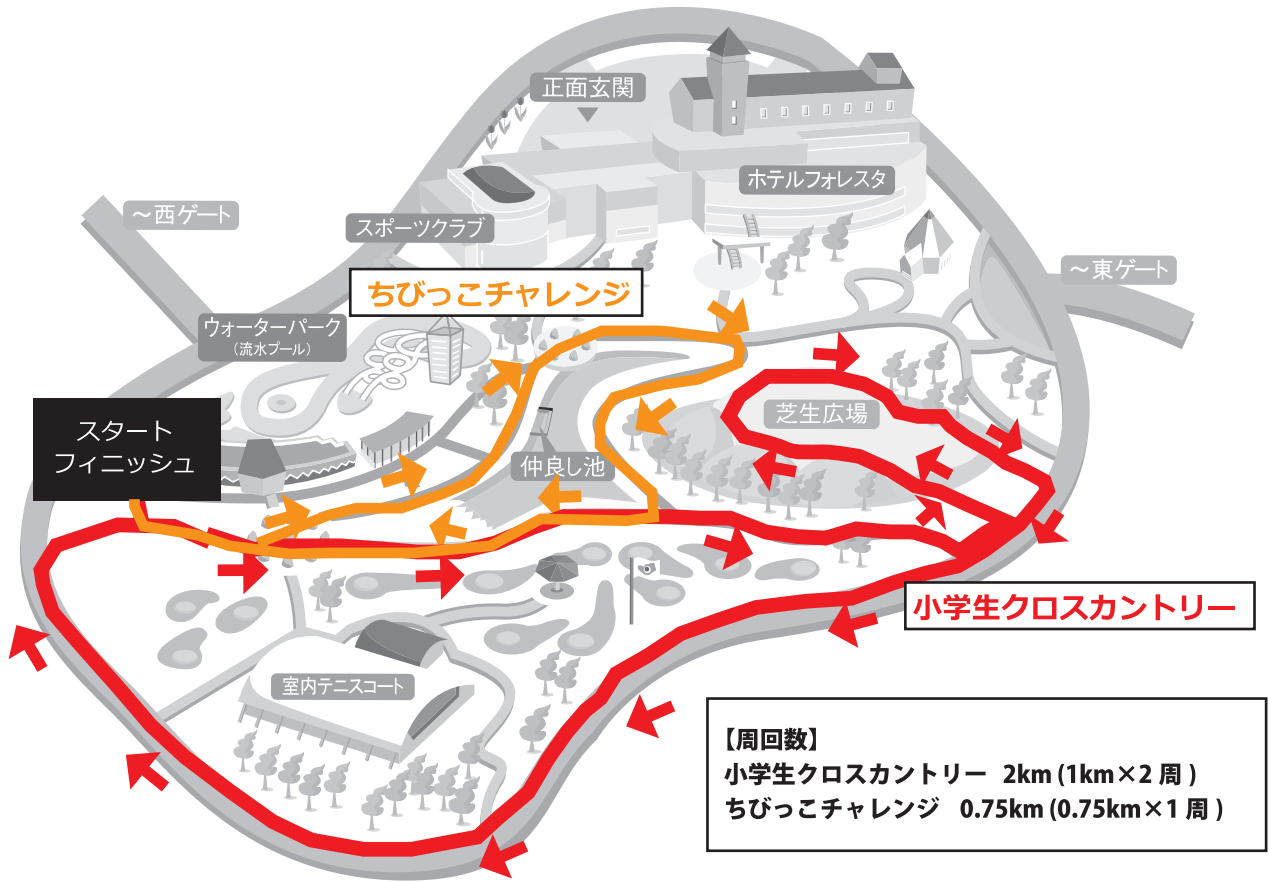 正面玄関
ホテルフォレスタ
〜西ゲート
スポーツクラブ
〜東ゲート
ちびっこチャレンジ
ウォーターパーク
（流水プール）
芝生広場
スタート
フィニッシュ
仲良し池
小学生クロスカントリー
室内テニスコート
【周回数】
小学生クロスカントリー 2km (1km×2 周 )
ちびっこチャレンジ 0.75km (0.75km×1 周 )